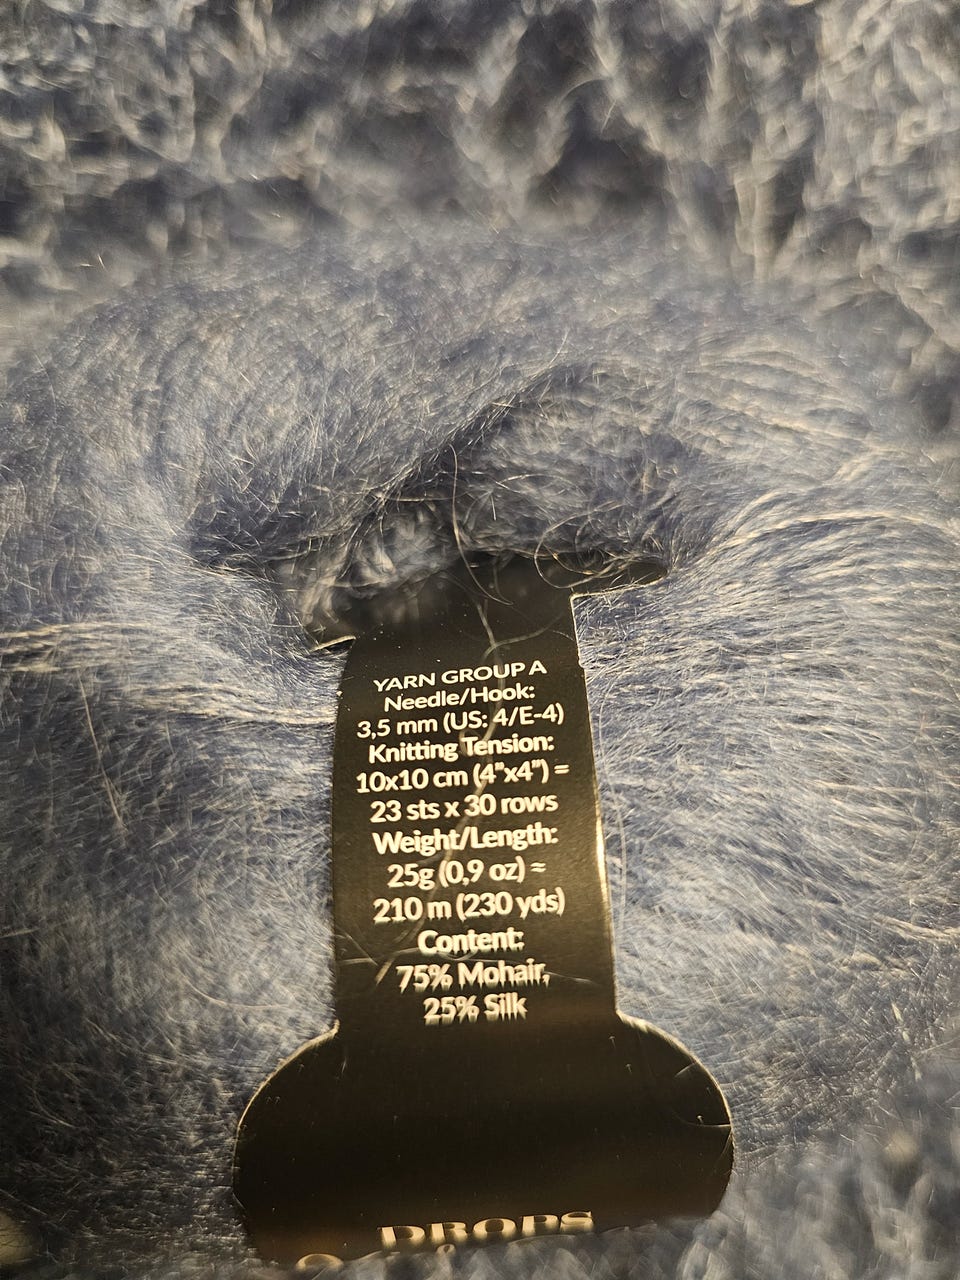 YARN GROUP A
Needle/Hook:
3,5 mm (US: 4/E-4)
Knitting Tension:
10x10 cm (4"x4") =
23 sts x 30 rows
Weight/Length:
25g (0,9 oz) ≈
210 m (230 yds)
Content:
75% Mohair,
25% Silk
DROPS